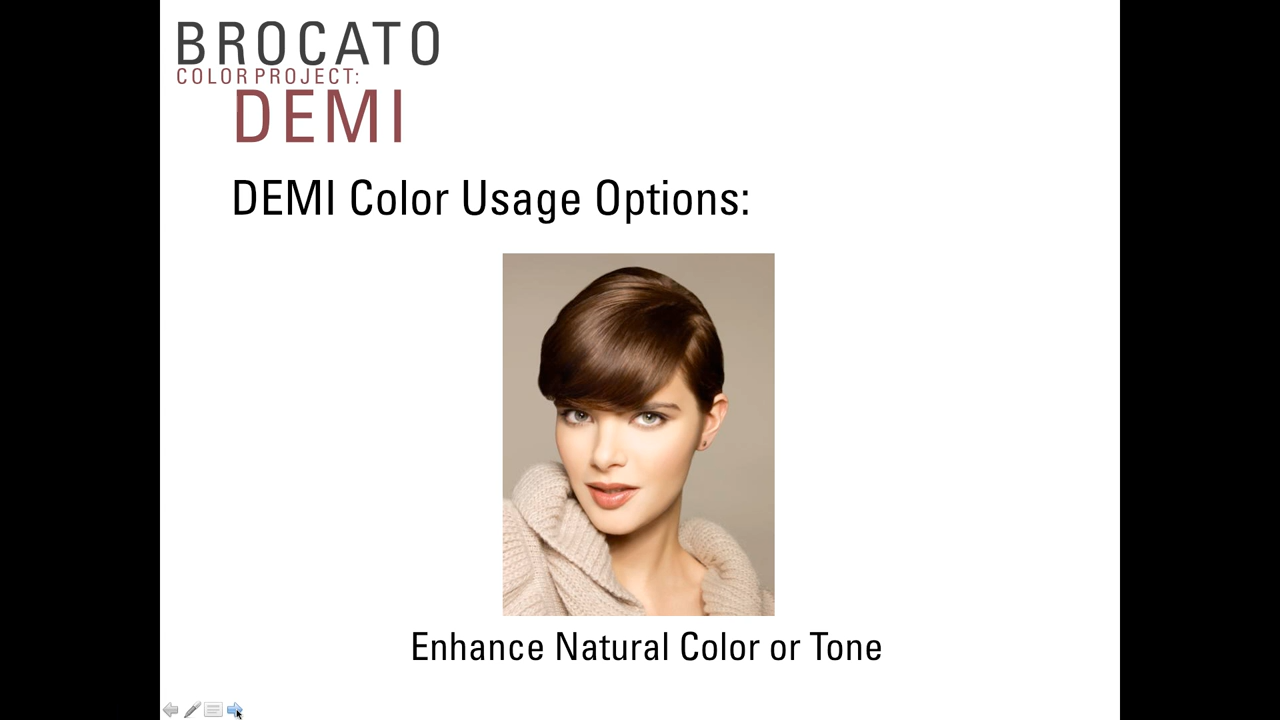 BROCATO
COLOR PROJECT:
DEMI
DEMI Color Usage Options:
Enhance Natural Color or Tone